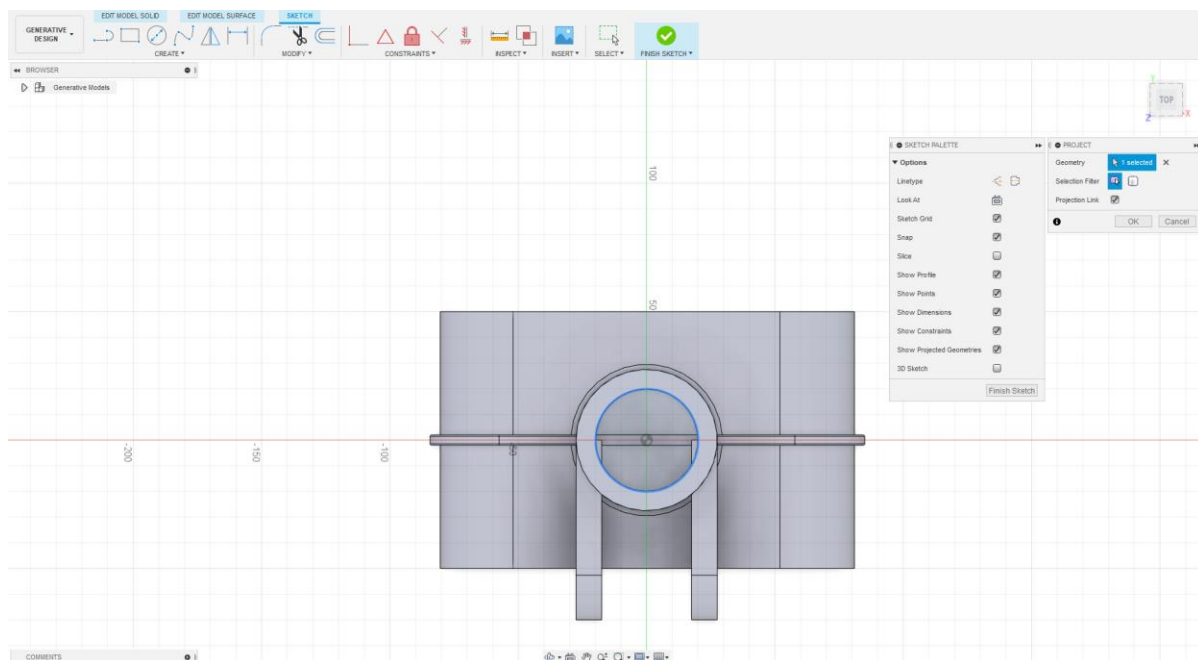 EDIT MODEL SOLID EDIT MODEL SURFACE SKETCH
GENERATIVE DESIGN
CREATE MODIFY CONSTRAINTS INSPECT INSERT SELECT FINISH SKETCH
BROWSER
Generative Models
TOP
Z X
SKETCH PALETTE
Options
Linetype
Look At
Sketch Grid
Snap
Slice
Show Profile
Show Points
Show Dimensions
Show Constraints
Show Projected Geometries
3D Sketch
Finish Sketch
PROJECT
Geometry 1 selected
Selection Filter
Projection Link
OK Cancel
100
50
-200 -150 -100 -50
COMMENTS